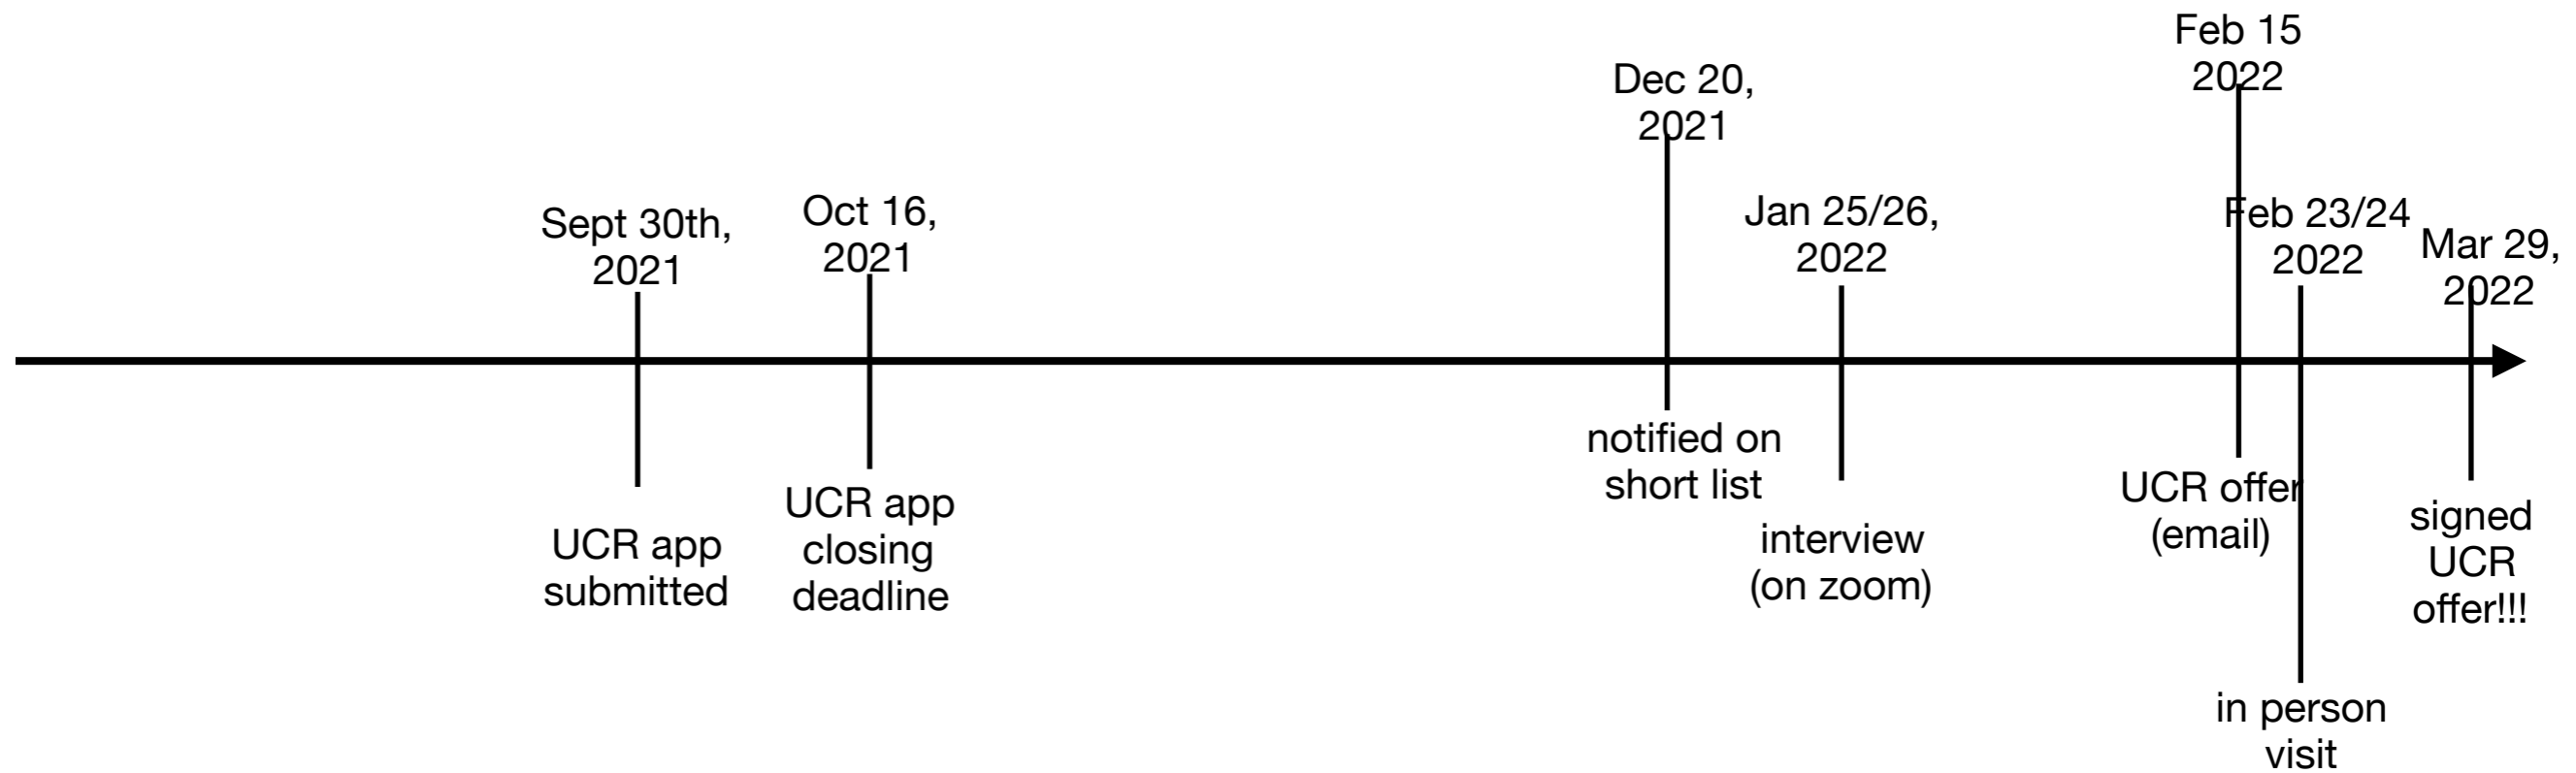 Sept 30th,
2021
UCR app
submitted
Oct 16,
2021
UCR app
closing
deadline
Dec 20,
2021
notified on
short list
Jan 25/26,
2022
interview
(on zoom)
Feb 15
2022
UCR offer
(email)
Feb 23/24
2022
in person
visit
Mar 29,
2022
signed
UCR
offer!!!